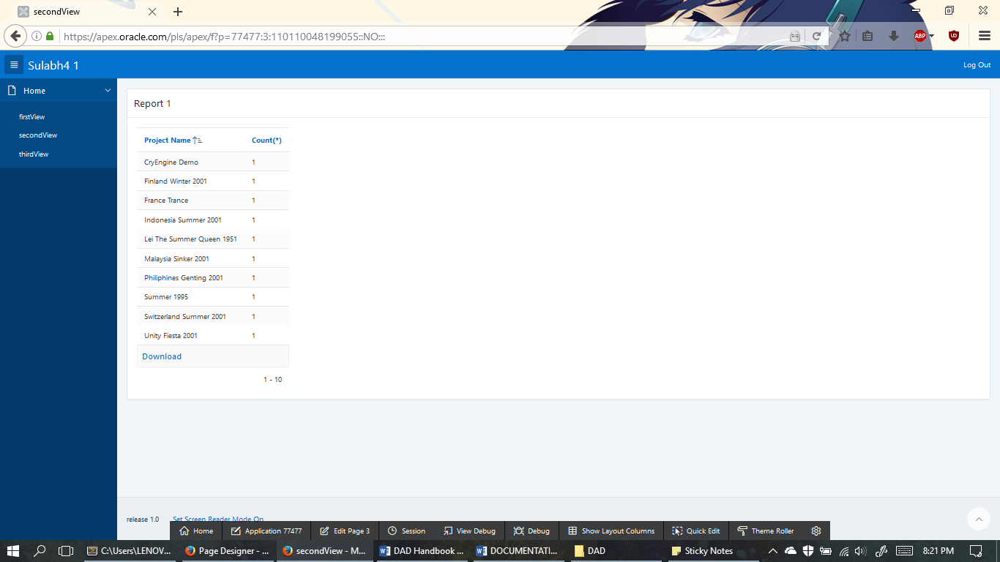 secondView
https://apex.oracle.com/pls/apex/f?p=77477:3:110110048199055::NO:::
ABP
Sulabh4 1
Log Out
Home
firstView
secondView
thirdView
Report 1
Project Name Count(*)
CryEngine Demo 1
Finland Winter 2001 1
France Trance 1
Indonesia Summer 2001 1
Lei The Summer Queen 1951 1
Malaysia Sinker 2001 1
Philiphines Genting 2001 1
Summer 1995 1
Switzerland Summer 2001 1
Unity Fiesta 2001 1
Download
1 - 10
release 1.0 Set Screen Reader Mode On
Home Application 77477 Edit Page 3 Session View Debug Debug Show Layout Columns Quick Edit Theme Roller
C:\Users\LENOV... Page Designer - ... secondView - M... DAD Handbook ... DOCUMENTATI... DAD Sticky Notes 8:21 PM